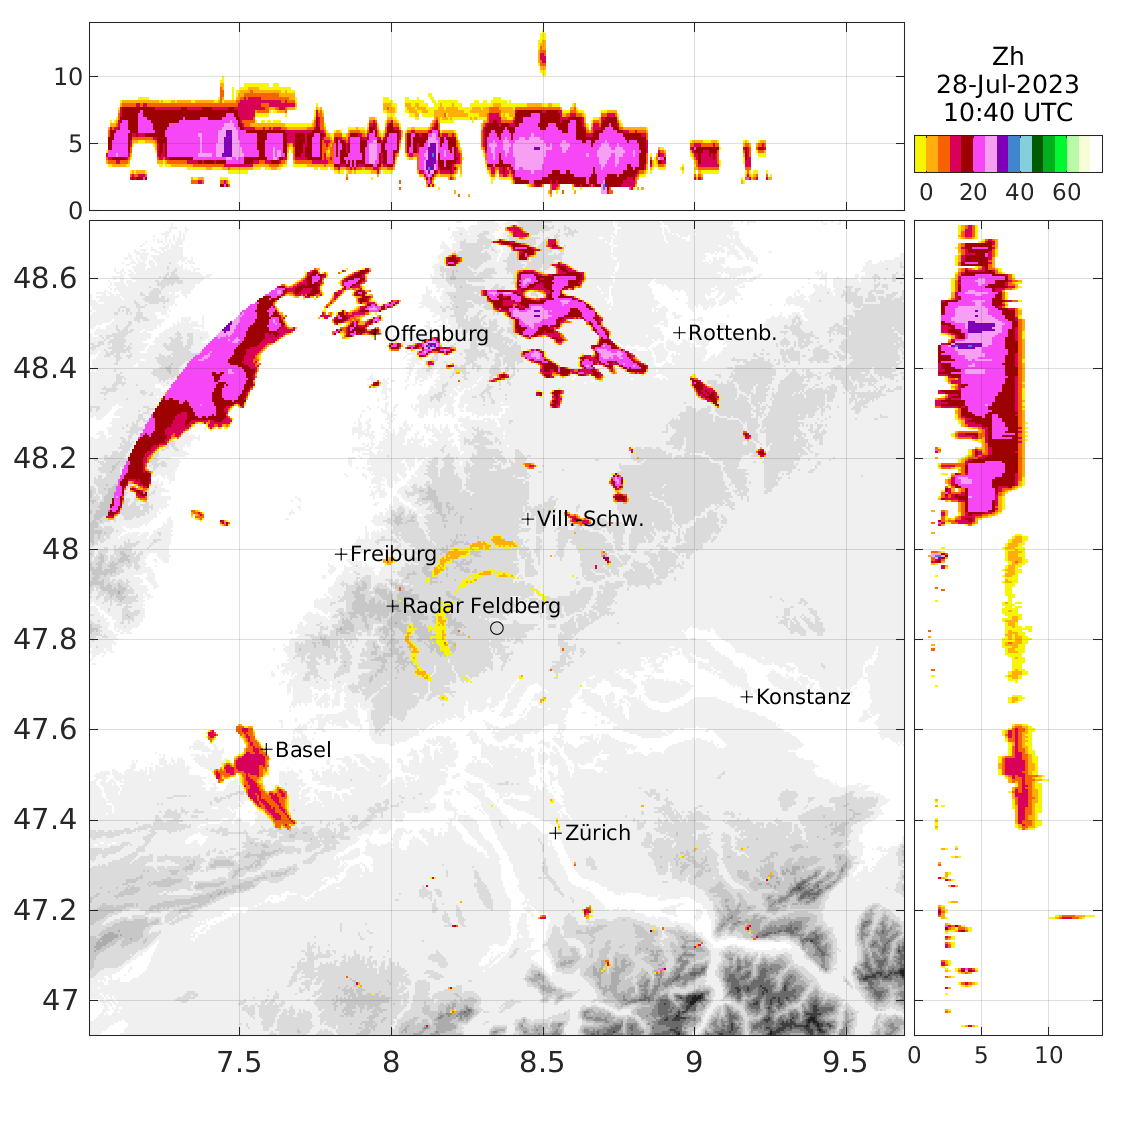 Zh
28-Jul-2023
10:40 UTC
0 20 40 60
10
5
0
48.6
48.4
48.2
48
47.8
47.6
47.4
47.2
47
Offenburg
Rottenb.
Vill.-Schw.
Freiburg
Radar Feldberg
Konstanz
Basel
Zürich
7.5 8 8.5 9 9.5
0 5 10